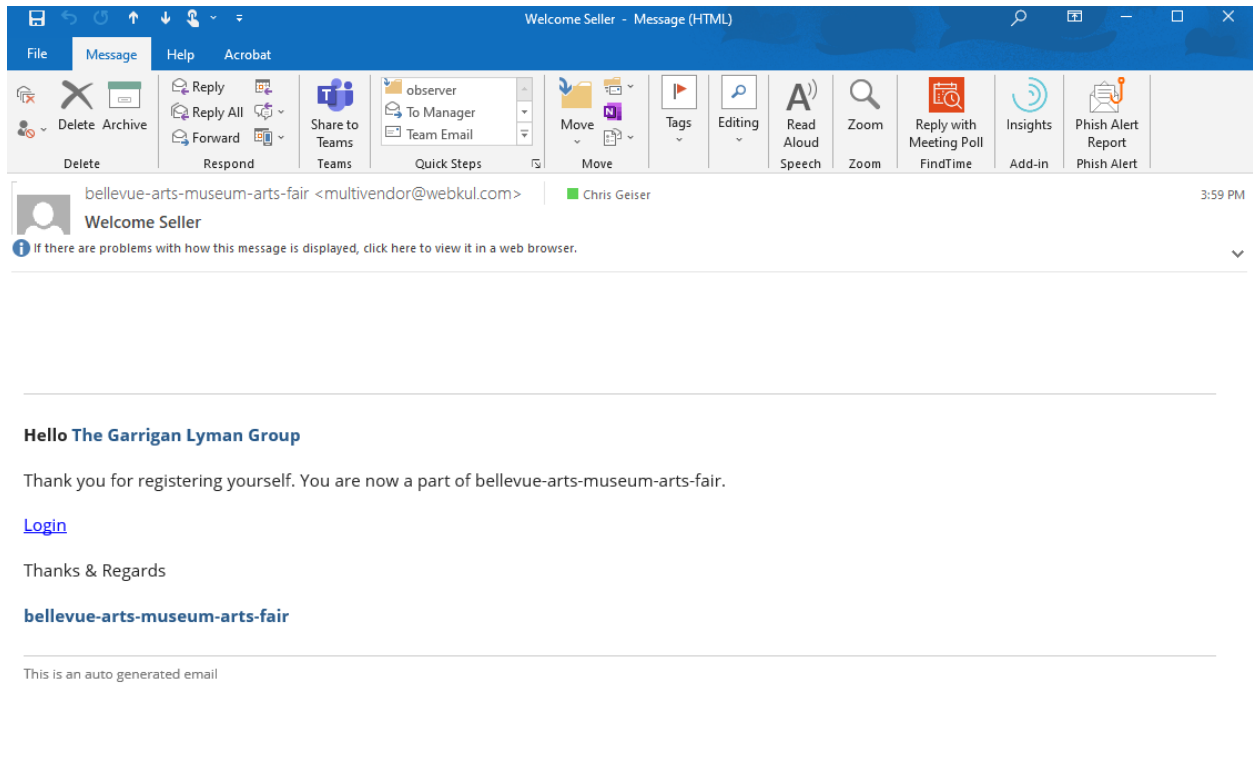 Welcome Seller - Message (HTML)
File Message Help Acrobat
Delete Archive
Reply
Reply All
Forward
Share to Teams
observer
To Manager
Team Email
Move
Tags
Editing
Read Aloud
Zoom
Reply with Meeting Poll
Insights
Phish Alert Report
Delete Respond Teams Quick Steps Move Speech Zoom FindTime Add-in Phish Alert
bellevue-arts-museum-arts-fair <multivendor@webkul.com> Chris Geiser 3:59 PM
Welcome Seller
If there are problems with how this message is displayed, click here to view it in a web browser.
Hello The Garrigan Lyman Group
Thank you for registering yourself. You are now a part of bellevue-arts-museum-arts-fair.
Login
Thanks & Regards
bellevue-arts-museum-arts-fair
This is an auto generated email